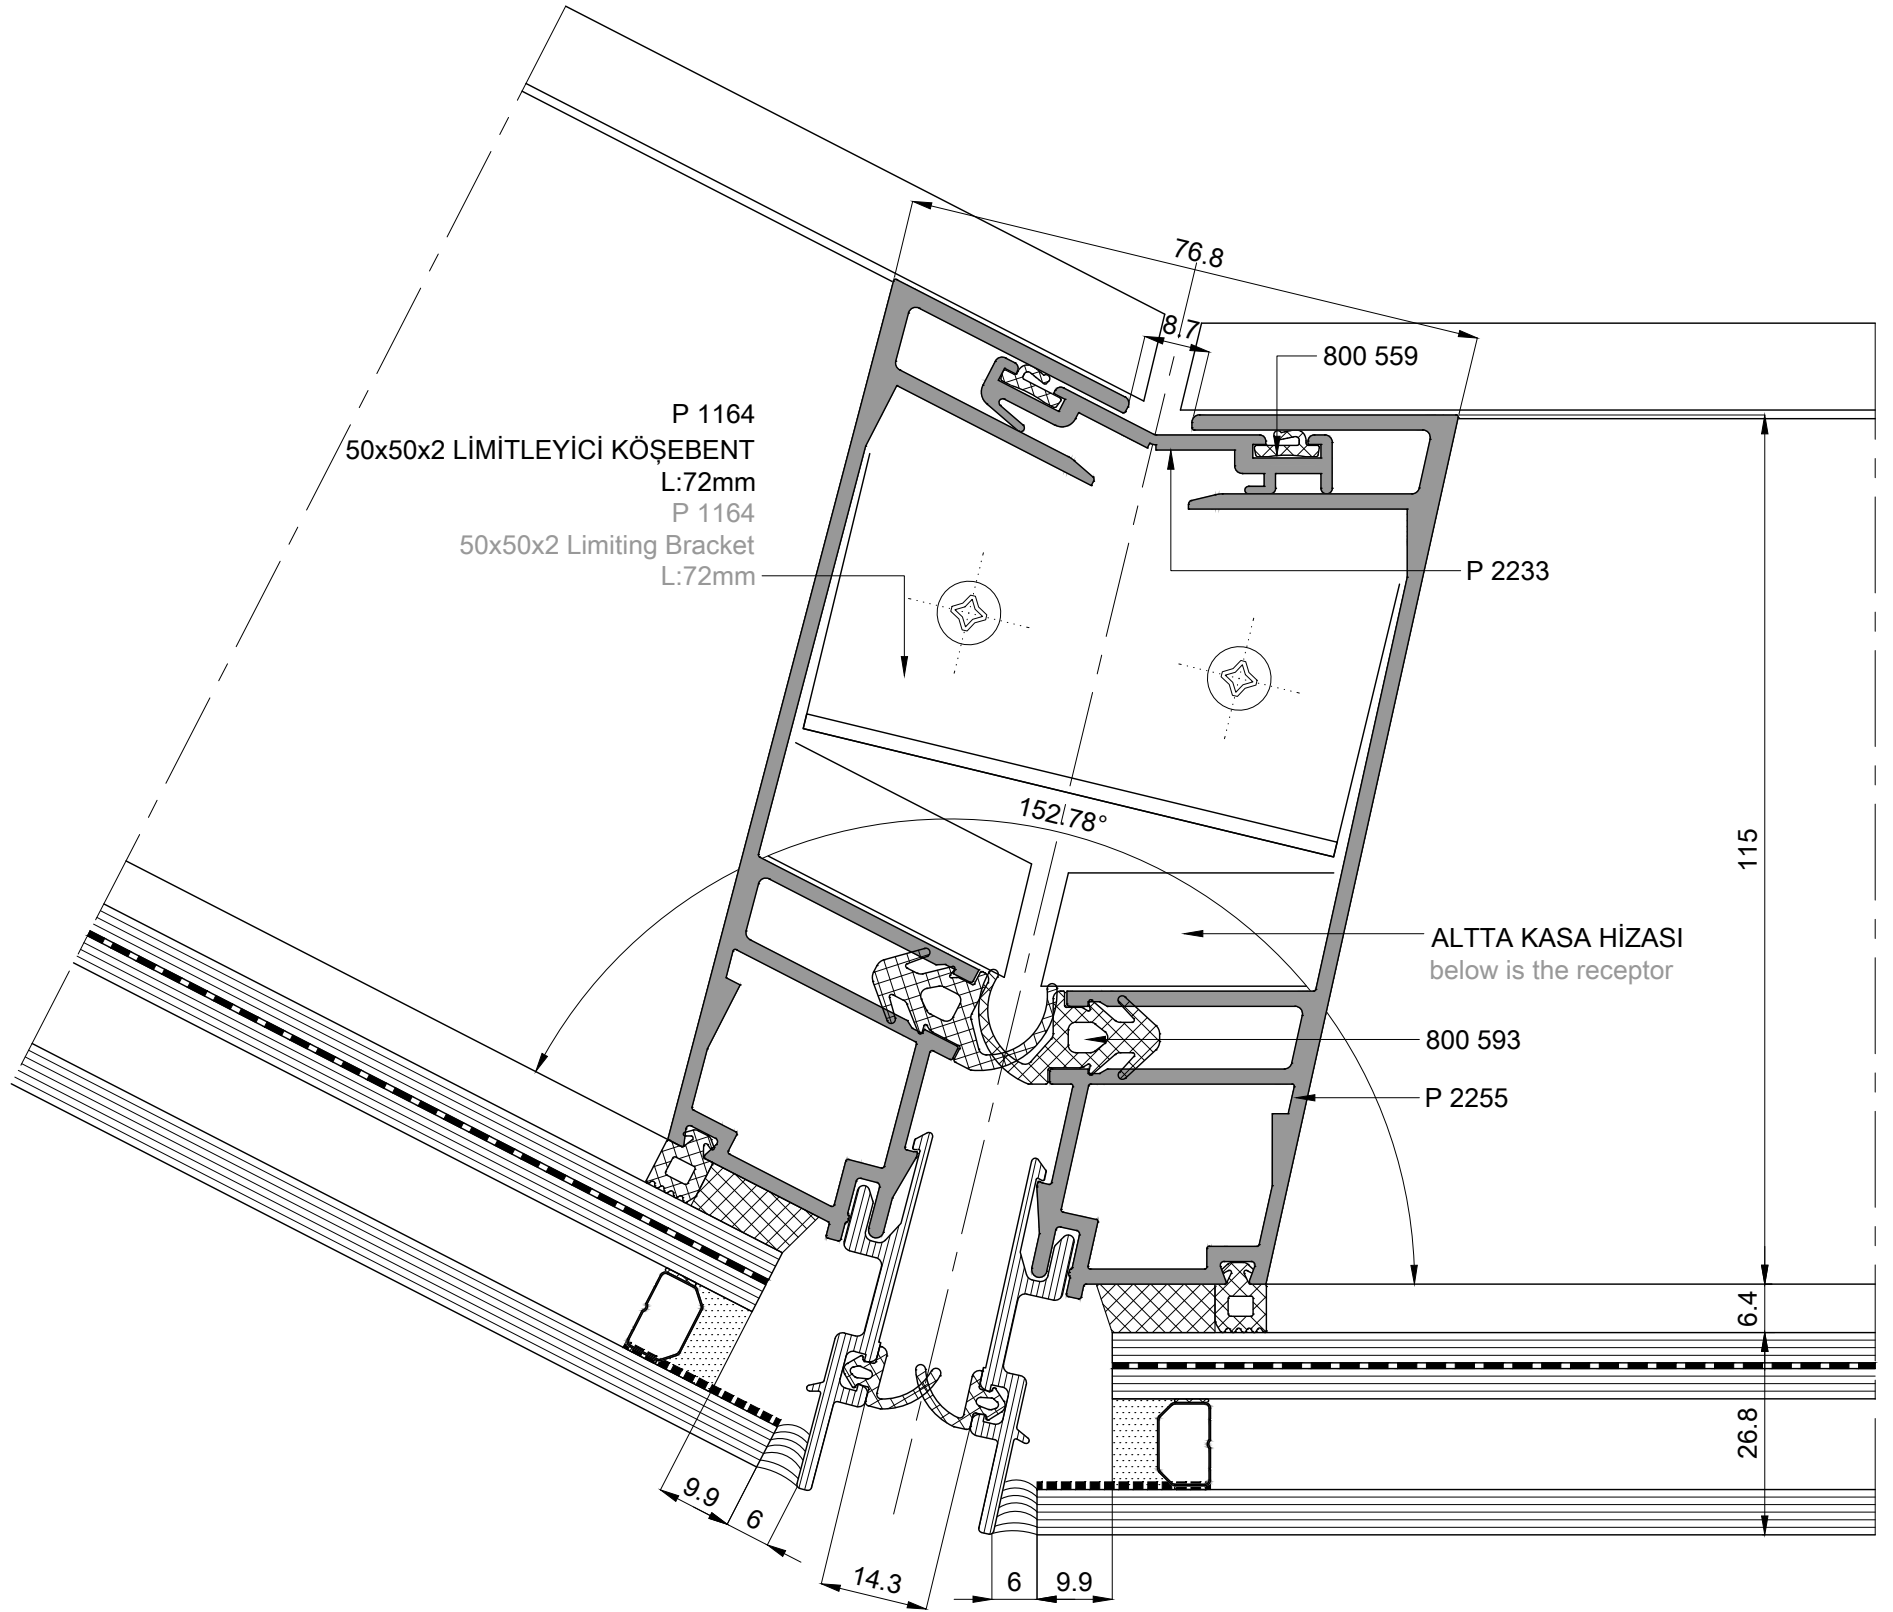 76.8
8.7
800 559
P 1164
50x50x2 LİMİTLEYİCİ KÖŞEBENT
L:72mm
P 1164
50x50x2 Limiting Bracket
L:72mm
P 2233
152.78°
115
ALTTA KASA HİZASI
below is the receptor
800 593
P 2255
6.4
26.8
9.9
6
14.3
6
9.9